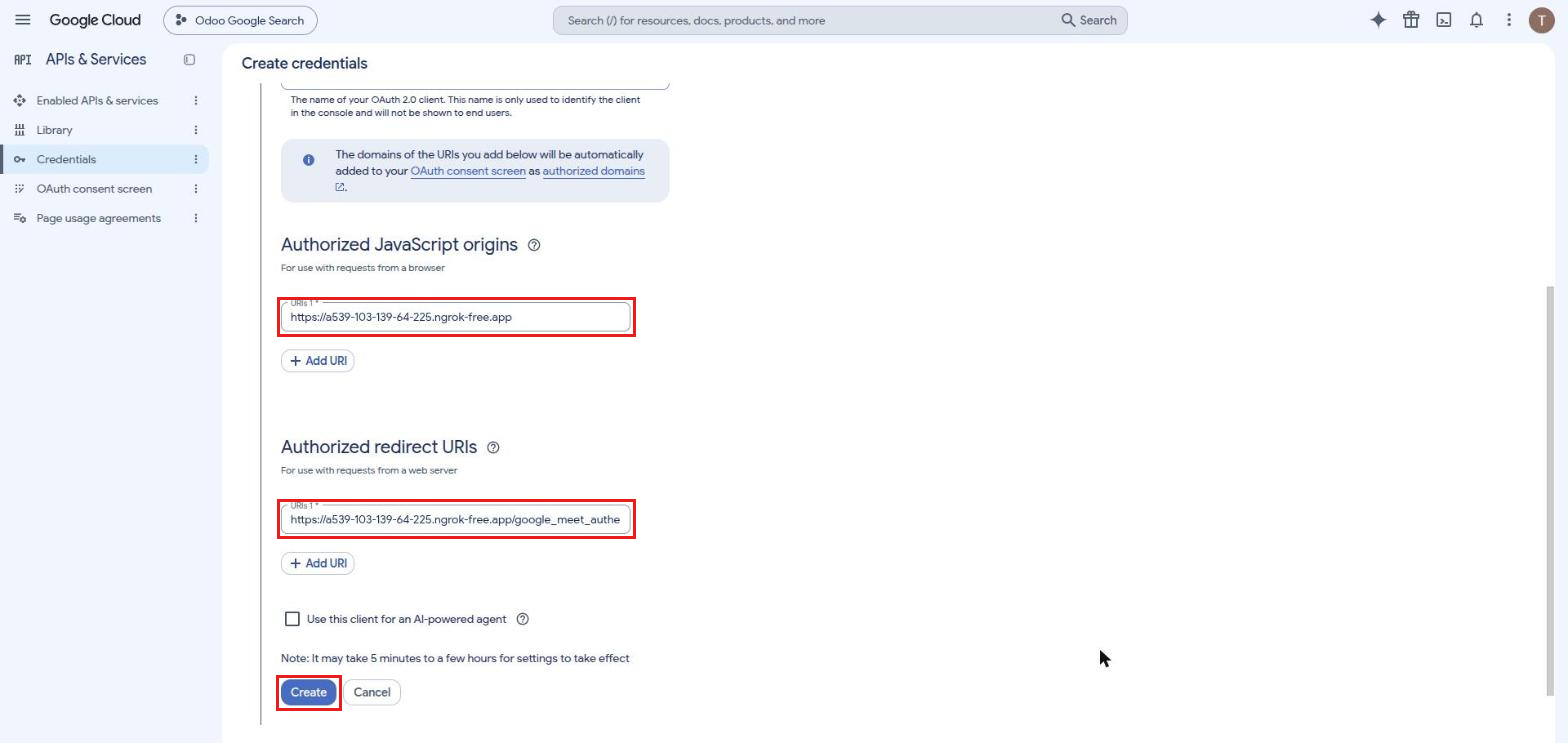 Google Cloud
Odoo Google Search
Search (/) for resources, docs, products, and more
Search
T
API
APIs & Services
Enabled APIs & services
Library
Credentials
OAuth consent screen
Page usage agreements
Create credentials
The name of your OAuth 2.0 client. This name is only used to identify the client
in the console and will not be shown to end users.
The domains of the URIs you add below will be automatically
added to your OAuth consent screen as authorized domains
.
Authorized JavaScript origins
For use with requests from a browser
URIs 1 *
https://a539-103-139-64-225.ngrok-free.app
+ Add URI
Authorized redirect URIs
For use with requests from a web server
URIs 1 *
https://a539-103-139-64-225.ngrok-free.app/google_meet_authe
+ Add URI
Use this client for an AI-powered agent
Note: It may take 5 minutes to a few hours for settings to take effect
Create
Cancel